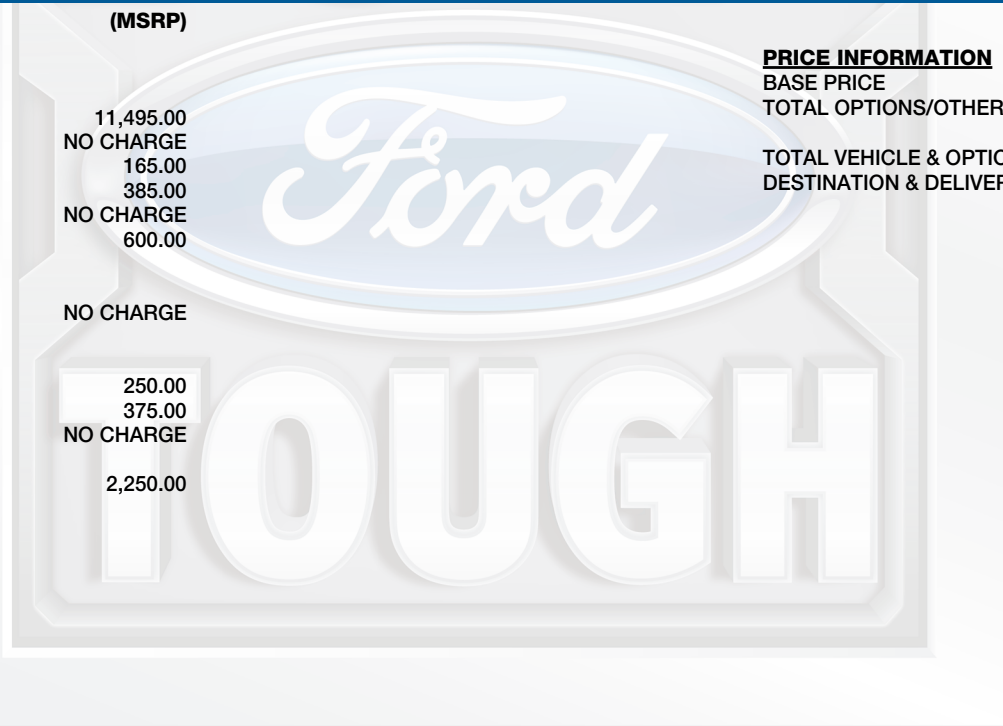 (MSRP)
11,495.00
NO CHARGE
165.00
385.00
NO CHARGE
600.00
NO CHARGE
250.00
375.00
NO CHARGE
2,250.00
PRICE INFORMATION
BASE PRICE
TOTAL OPTIONS/OTHER
TOTAL VEHICLE & OPTIO
DESTINATION & DELIVER
Ford
TOUGH